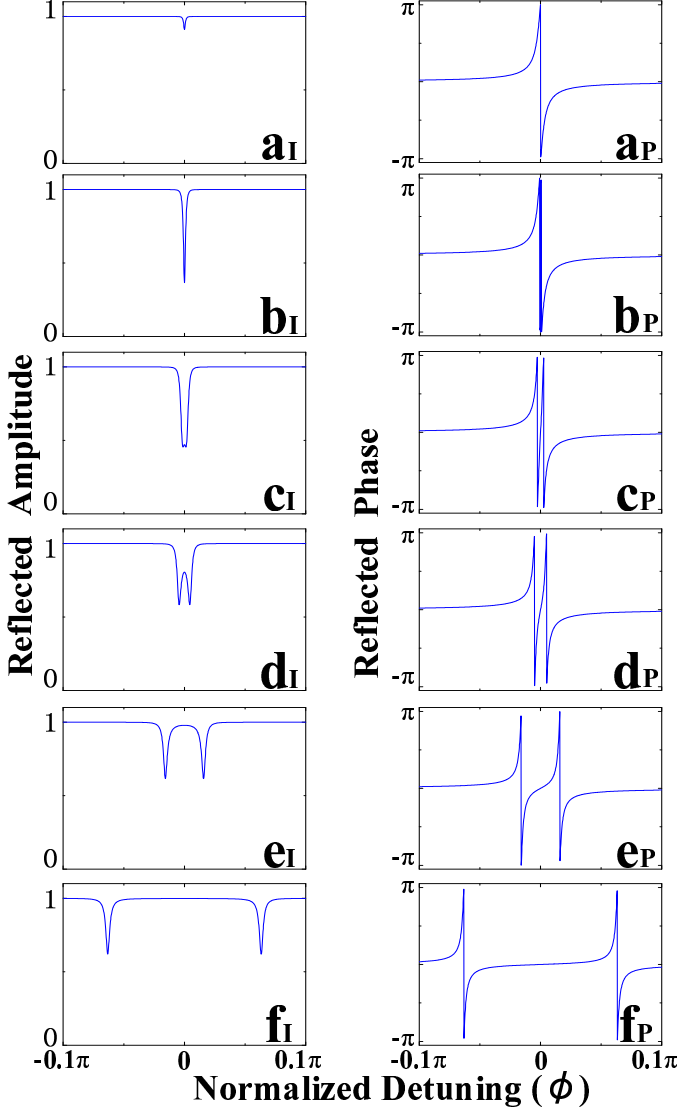 1
0
aI
π
-π
aP
1
0
bI
π
-π
bP
1
0
cI
π
-π
cP
1
0
dI
π
-π
dP
1
0
eI
π
-π
eP
1
0
fI
π
-π
fP
-0.1π 0 0.1π
-0.1π 0 0.1π
Reflected Amplitude
Reflected Phase
Normalized Detuning (ϕ)